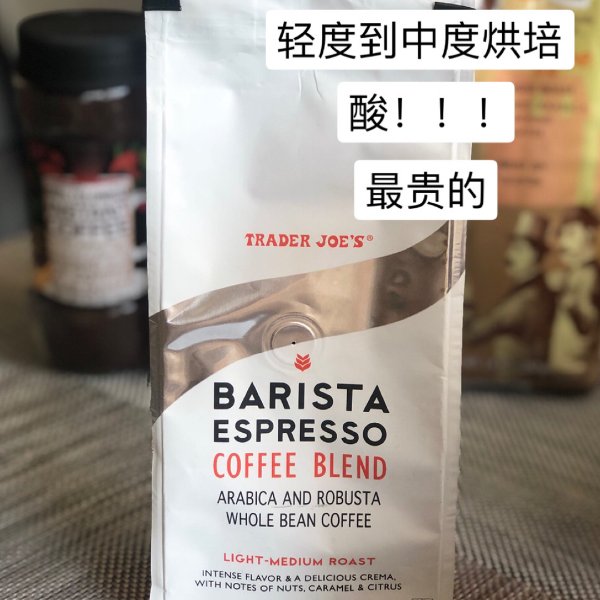 轻度到中度烘培
酸！！！
最贵的
TRADER JOE'S®
BARISTA
ESPRESSO
COFFEE BLEND
ARABICA AND ROBUSTA
WHOLE BEAN COFFEE
LIGHT-MEDIUM ROAST
INTENSE FLAVOR & A DELICIOUS CREMA,
WITH NOTES OF NUTS, CARAMEL & CITRUS